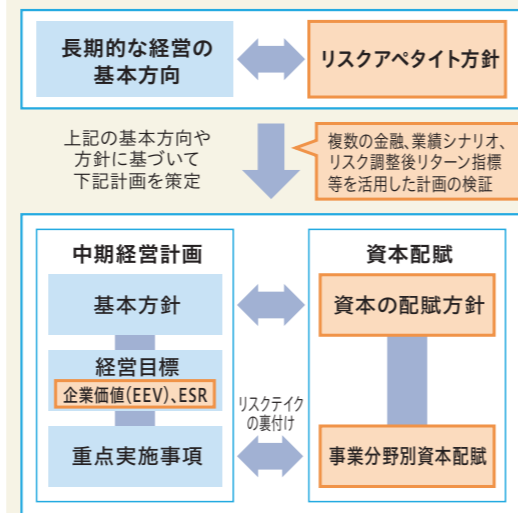 長期的な経営の
基本方向
リスクアペタイト方針
上記の基本方向や
方針に基づいて
下記計画を策定
複数の金融、業績シナリオ、
リスク調整後リターン指標
等を活用した計画の検証
中期経営計画
資本配賦
基本方針
資本の配賦方針
経営目標
企業価値(EEV)、ESR
リスクテイク
の裏付け
重点実施事項
事業分野別資本配賦